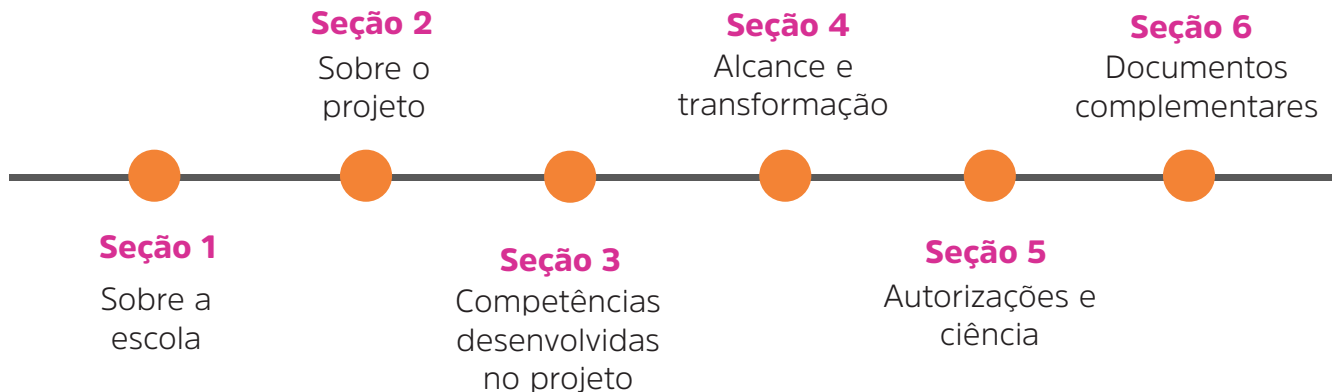 Seção 1
Sobre a
escola
Seção 2
Sobre o
projeto
Seção 3
Competências
desenvolvidas
no projeto
Seção 4
Alcance e
transformação
Seção 5
Autorizações e
ciência
Seção 6
Documentos
complementares